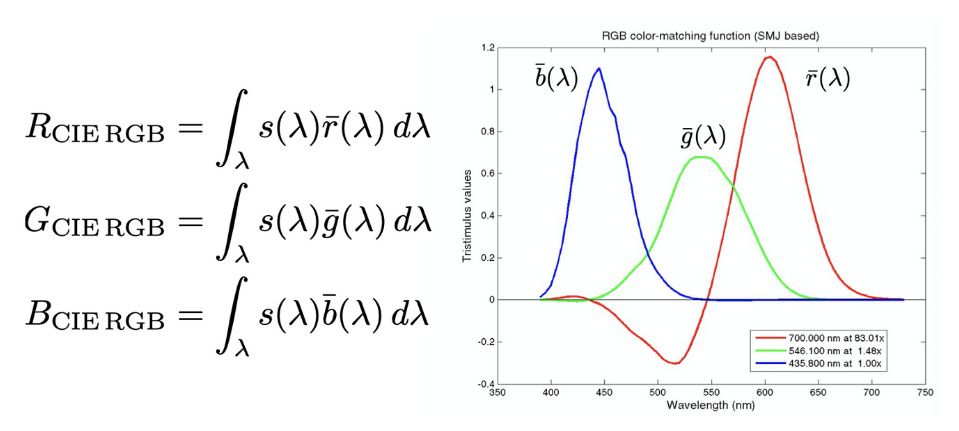 R_CIE RGB = ∫_λ s(λ)r̄(λ) dλ
G_CIE RGB = ∫_λ s(λ)ḡ(λ) dλ
B_CIE RGB = ∫_λ s(λ)b̄(λ) dλ
RGB color-matching function (SMJ based)
b̄(λ)
r̄(λ)
ḡ(λ)
Tristimulus values
1.2
1
0.8
0.6
0.4
0.2
0
-0.2
-0.4
700.000 nm at 83.01x
546.100 nm at 1.48x
435.800 nm at 1.00x
350 400 450 500 550 600 650 700 750
Wavelength (nm)